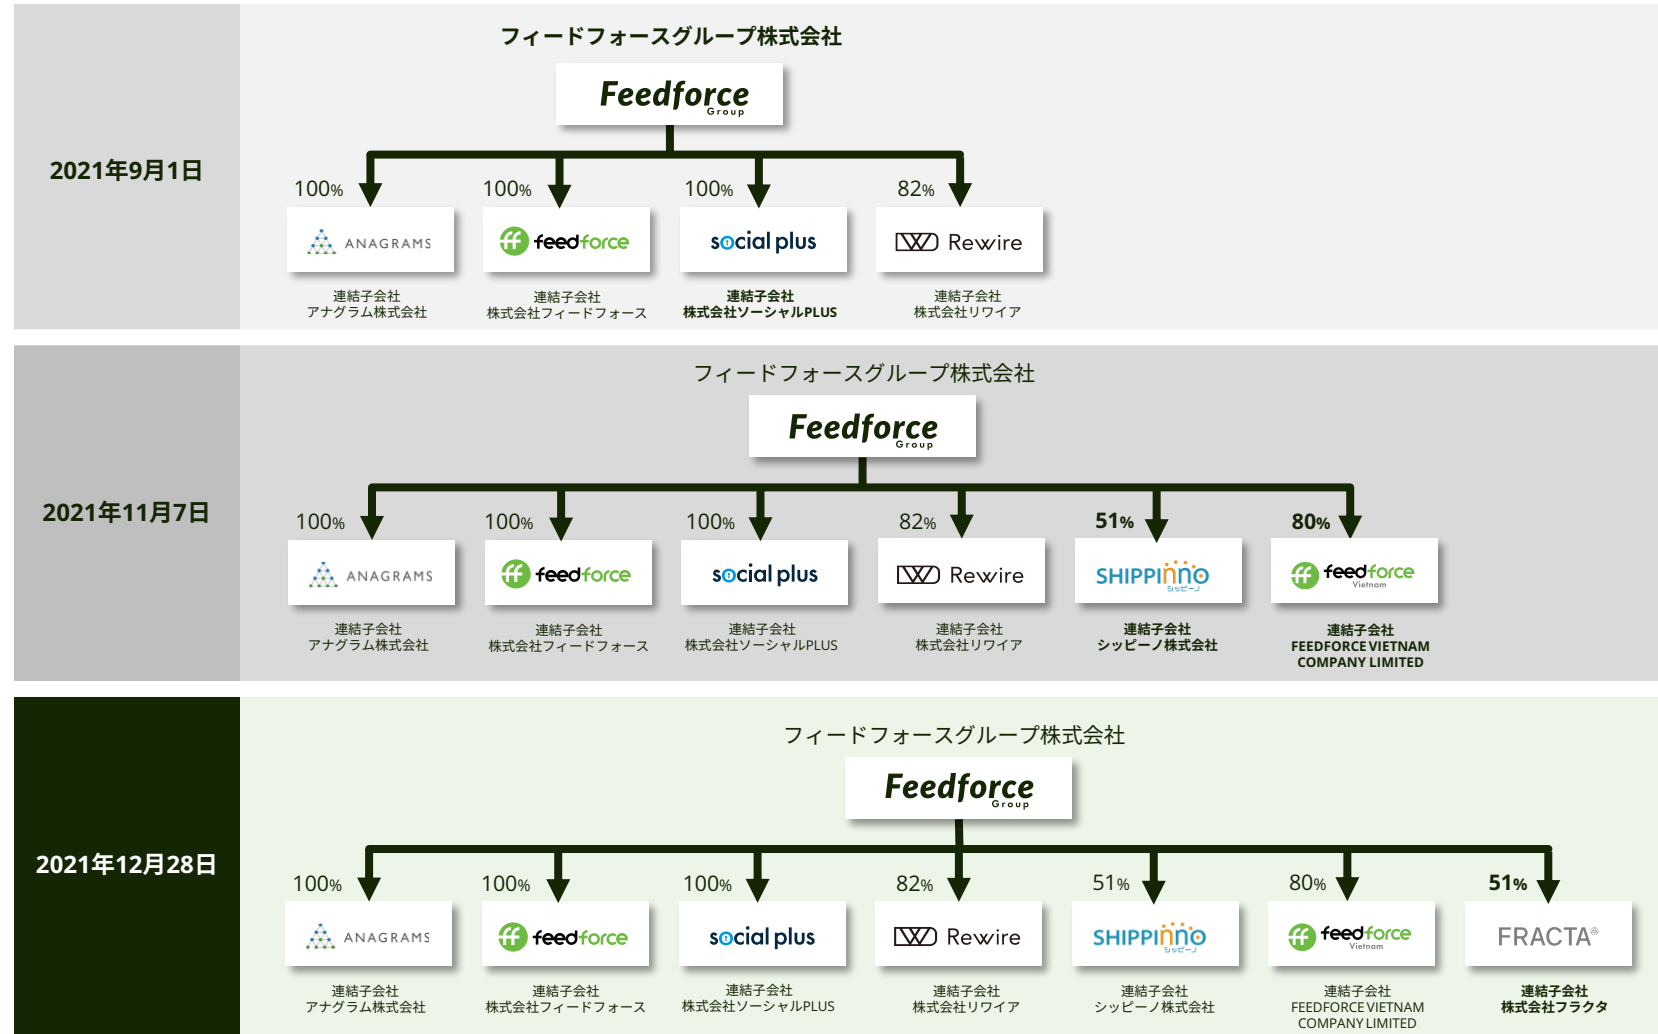 フィードフォースグループ株式会社
Feedforce
Group
2021年9月1日
100% 100% 100% 82%
ANAGRAMS feedforce social plus Rewire
連結子会社 連結子会社 連結子会社 連結子会社
アナグラム株式会社 株式会社フィードフォース 株式会社ソーシャルPLUS 株式会社リワイア
フィードフォースグループ株式会社
Feedforce
Group
2021年11月7日
100% 100% 100% 82% 51% 80%
ANAGRAMS feedforce social plus Rewire SHIPPINNO feedforce
シッピーノ Vietnam
連結子会社 連結子会社 連結子会社 連結子会社 連結子会社 連結子会社
アナグラム株式会社 株式会社フィードフォース 株式会社ソーシャルPLUS 株式会社リワイア シッピーノ株式会社 FEEDFORCE VIETNAM
COMPANY LIMITED
フィードフォースグループ株式会社
Feedforce
Group
2021年12月28日
100% 100% 100% 82% 51% 80% 51%
ANAGRAMS feedforce social plus Rewire SHIPPINNO feedforce FRACTA®
シッピーノ Vietnam
連結子会社 連結子会社 連結子会社 連結子会社 連結子会社 連結子会社 連結子会社
アナグラム株式会社 株式会社フィードフォース 株式会社ソーシャルPLUS 株式会社リワイア シッピーノ株式会社 FEEDFORCE VIETNAM 株式会社フラクタ
COMPANY LIMITED